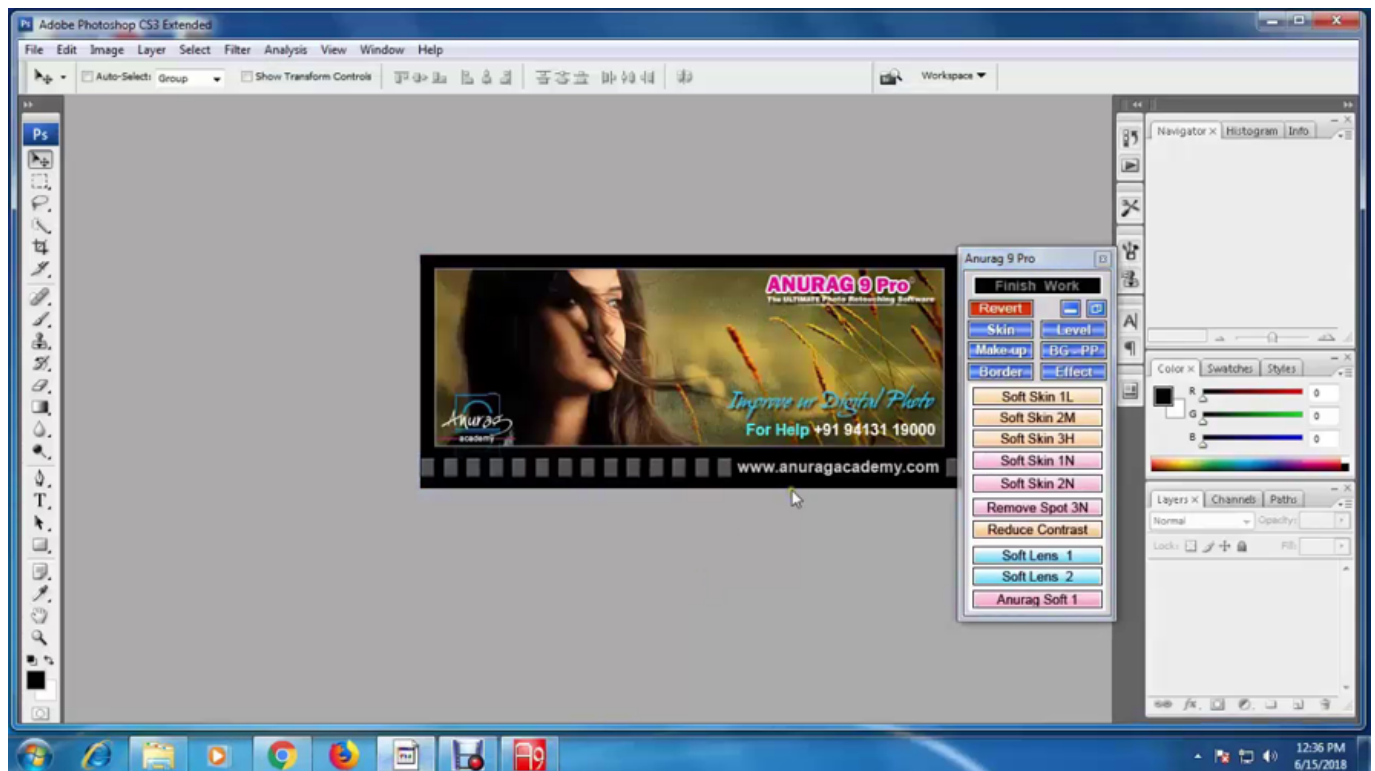 Adobe Photoshop CS3 Extended
File Edit Image Layer Select Filter Analysis View Window Help
Auto-Select: Group Show Transform Controls Workspace
Ps
Navigator Histogram Info
Anurag 9 Pro
Finish Work
Revert
Skin Level
Make-up BG - PP
Border Effect
Soft Skin 1L
Soft Skin 2M
Soft Skin 3H
Soft Skin 1N
Soft Skin 2N
Remove Spot 3N
Reduce Contrast
Soft Lens 1
Soft Lens 2
Anurag Soft 1
ANURAG 9 Pro
The ULTIMATE Photo Retouching Software
Improve ur Digital Photo
For Help +91 94131 19000
Anurag
academy
www.anuragacademy.com
Color Swatches Styles
R 0
G 0
B 0
Layers Channels Paths
Normal Opacity:
Lock: Fill:
12:36 PM
6/15/2018